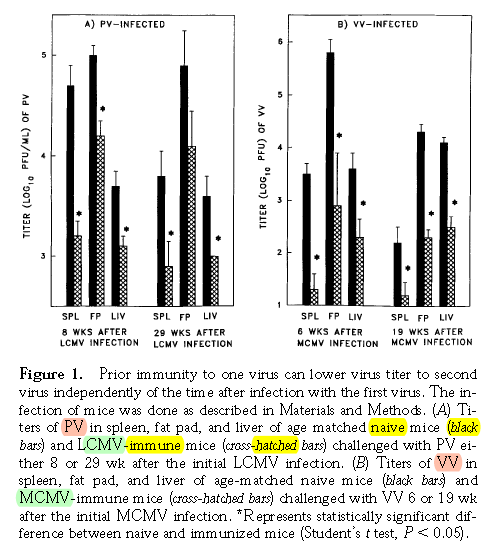 A) PV-INFECTED
B) VV-INFECTED
TITER (LOG10 PFU/ML) OF PV
5
4
3
SPL FP LIV SPL FP LIV
8 WKS AFTER 29 WKS AFTER
LCMV INFECTION LCMV INFECTION
TITER (LOG10 PFU) OF VV
6
5
4
3
2
1
SPL FP LIV SPL FP LIV
6 WKS AFTER 19 WKS AFTER
MCMV INFECTION MCMV INFECTION
* * * * * * * * * * *
Figure 1. Prior immunity to one virus can lower virus titer to second
virus independently of the time after infection with the first virus. The in-
fection of mice was done as described in Materials and Methods. (A) Ti-
ters of PV in spleen, fat pad, and liver of age matched naive mice (black
bars) and LCMV-immune mice (cross-hatched bars) challenged with PV ei-
ther 8 or 29 wk after the initial LCMV infection. (B) Titers of VV in
spleen, fat pad, and liver of age-matched naive mice (black bars) and
MCMV-immune mice (cross-hatched bars) challenged with VV 6 or 19 wk
after the initial MCMV infection. *Represents statistically significant dif-
ference between naive and immunized mice (Student's t test, P < 0.05).